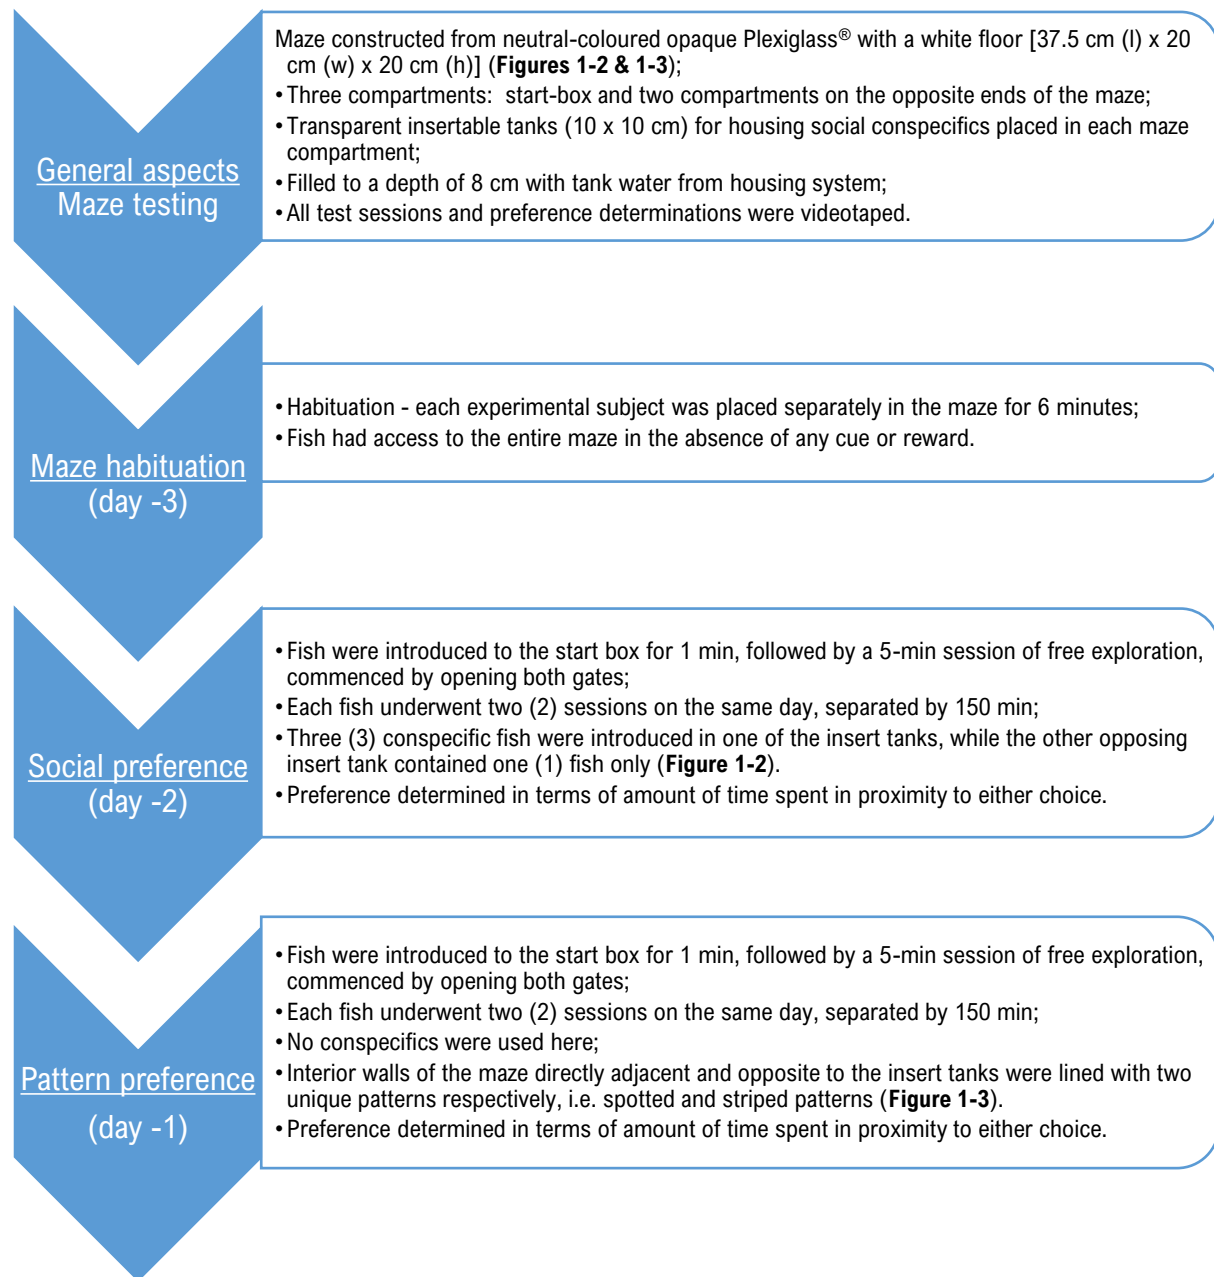 General aspects
Maze testing
Maze constructed from neutral-coloured opaque Plexiglass® with a white floor [37.5 cm (l) x 20
cm (w) x 20 cm (h)] (Figures 1-2 & 1-3);
•Three compartments: start-box and two compartments on the opposite ends of the maze;
•Transparent insertable tanks (10 x 10 cm) for housing social conspecifics placed in each maze
compartment;
•Filled to a depth of 8 cm with tank water from housing system;
•All test sessions and preference determinations were videotaped.
Maze habituation
(day -3)
•Habituation - each experimental subject was placed separately in the maze for 6 minutes;
•Fish had access to the entire maze in the absence of any cue or reward.
Social preference
(day -2)
•Fish were introduced to the start box for 1 min, followed by a 5-min session of free exploration,
commenced by opening both gates;
•Each fish underwent two (2) sessions on the same day, separated by 150 min;
•Three (3) conspecific fish were introduced in one of the insert tanks, while the other opposing
insert tank contained one (1) fish only (Figure 1-2).
•Preference determined in terms of amount of time spent in proximity to either choice.
Pattern preference
(day -1)
•Fish were introduced to the start box for 1 min, followed by a 5-min session of free exploration,
commenced by opening both gates;
•Each fish underwent two (2) sessions on the same day, separated by 150 min;
•No conspecifics were used here;
•Interior walls of the maze directly adjacent and opposite to the insert tanks were lined with two
unique patterns respectively, i.e. spotted and striped patterns (Figure 1-3).
•Preference determined in terms of amount of time spent in proximity to either choice.